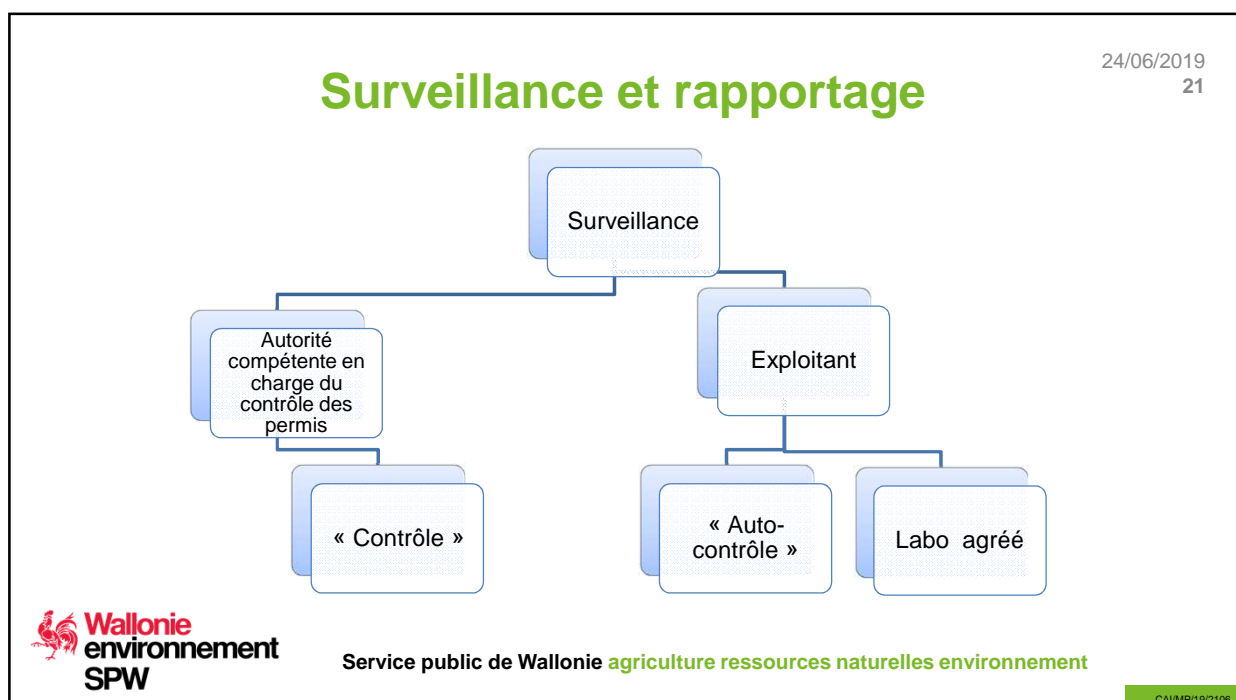 24/06/2019
21
Surveillance et rapportage
Surveillance
Autorité
compétente en
charge du
contrôle des
permis
Exploitant
« Contrôle »
« Auto-
contrôle »
Labo agréé
Wallonie
environnement
SPW
Service public de Wallonie agriculture ressources naturelles environnement